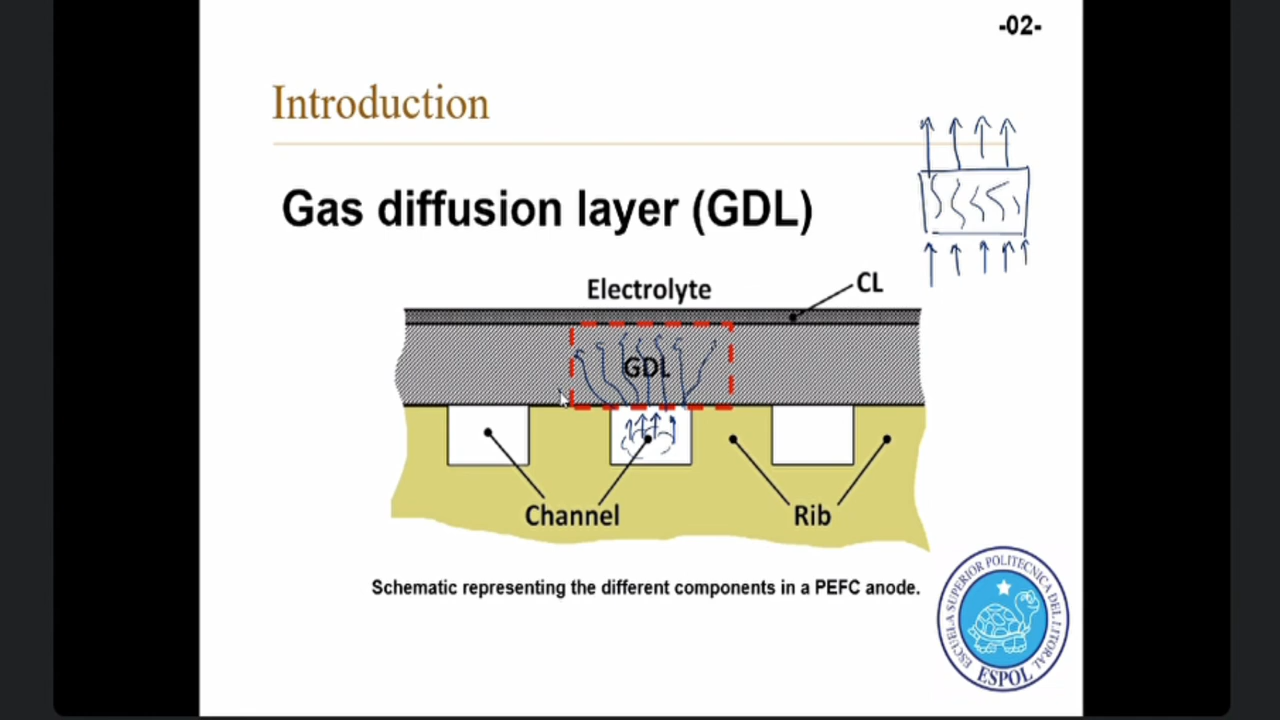 -02-
Introduction
Gas diffusion layer (GDL)
Electrolyte
CL
GDL
Channel
Rib
Schematic representing the different components in a PEFC anode.
ESCUELA SUPERIOR POLITECNICA DEL LITORAL
ESPOL